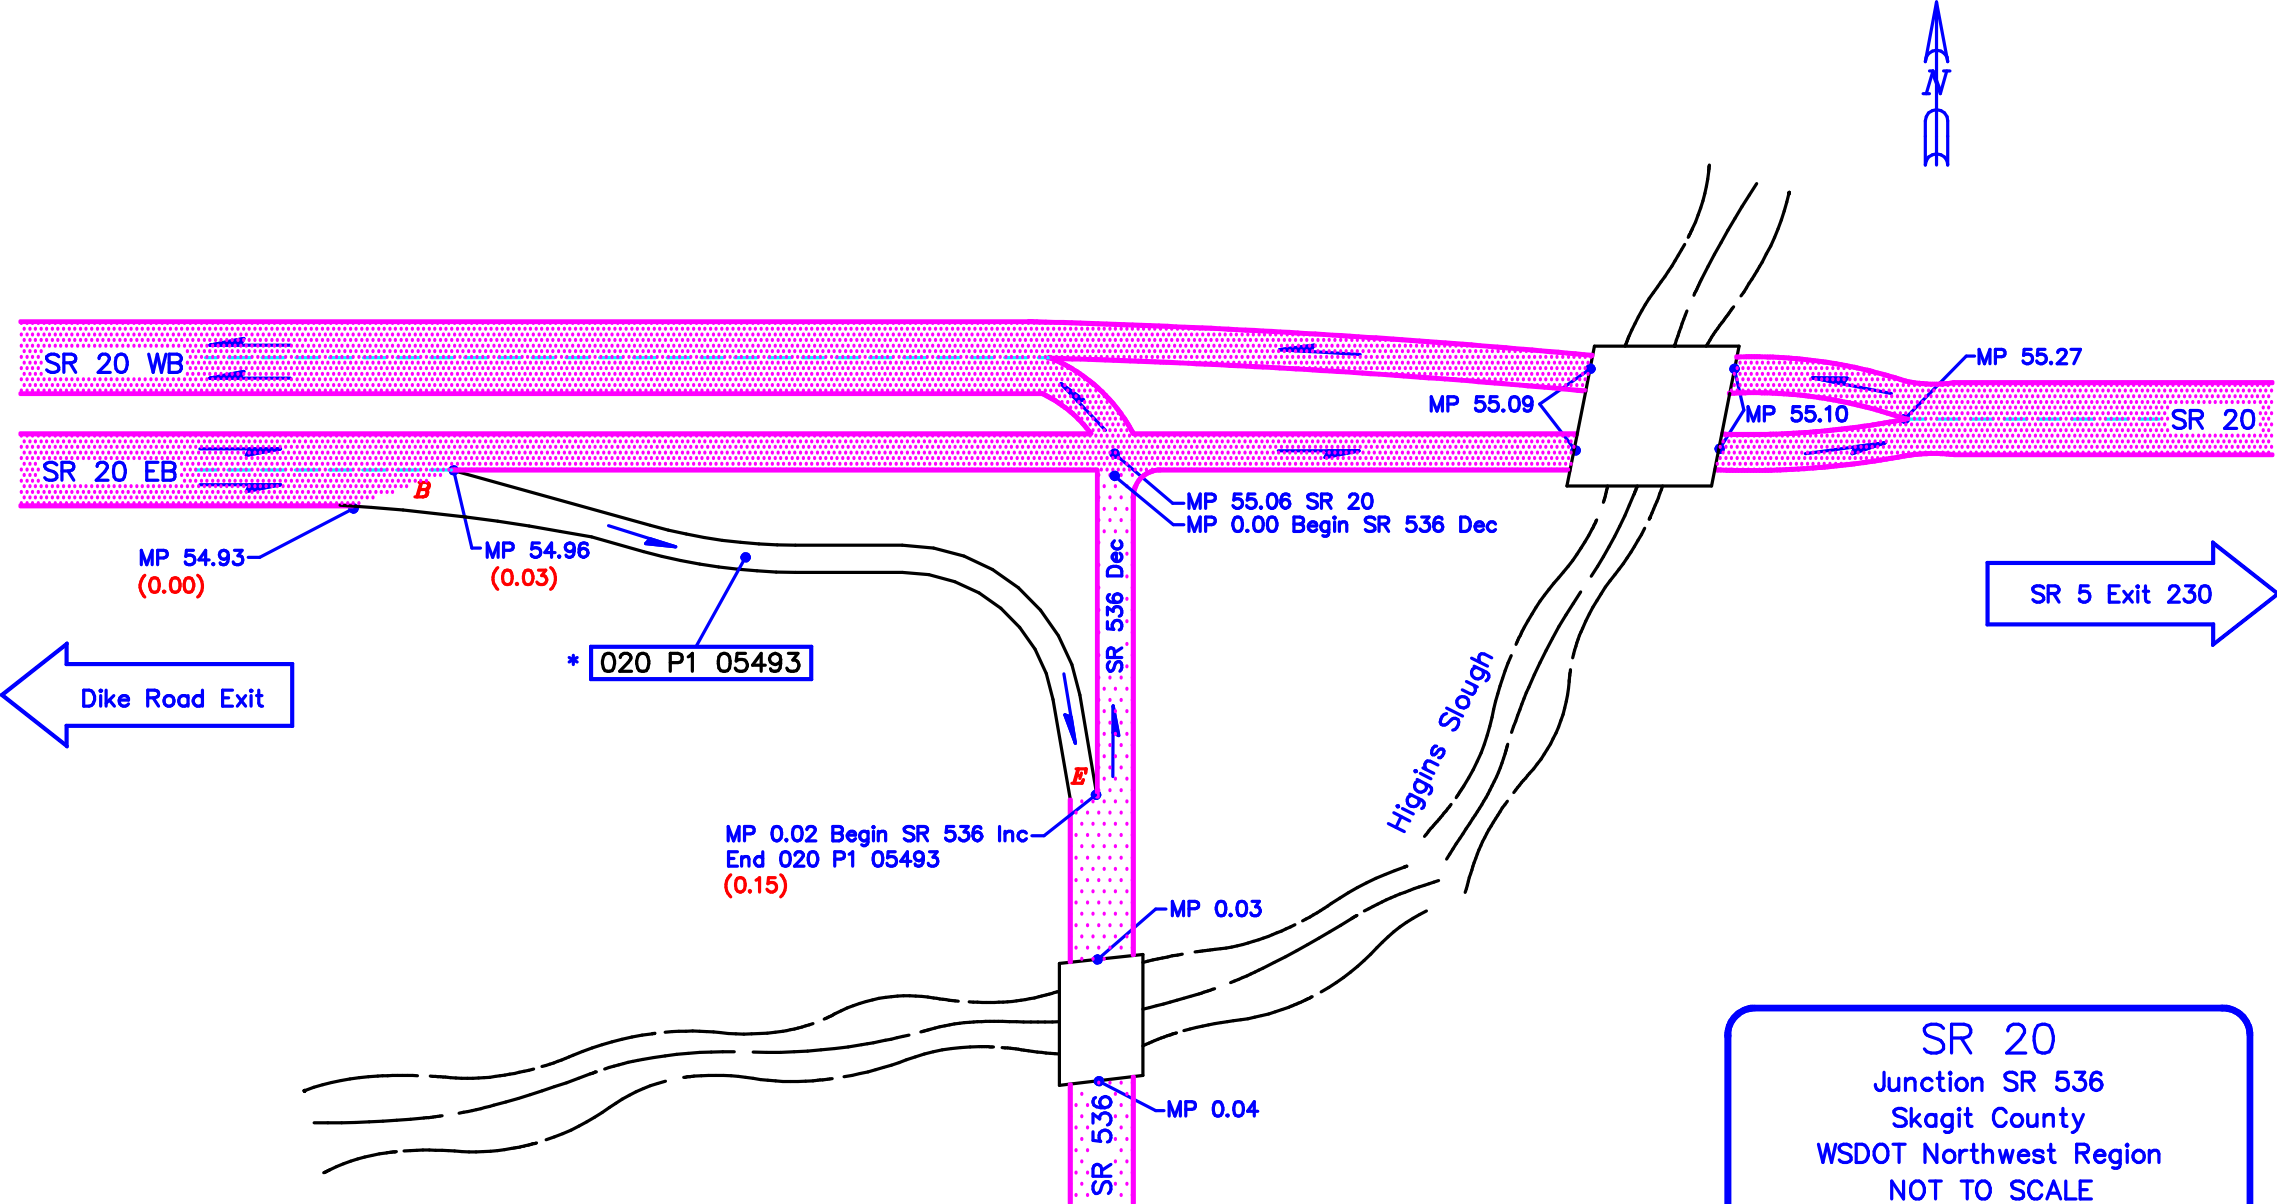 N
SR 20 WB
MP 55.27
MP 55.09
MP 55.10
SR 20
SR 20 EB
B
MP 55.06 SR 20
MP 0.00 Begin SR 536 Dec
MP 54.93
(0.00)
MP 54.96
(0.03)
SR 536 Dec
SR 5 Exit 230
* 020 P1 05493
Dike Road Exit
Higgins Slough
E
MP 0.02 Begin SR 536 Inc
End 020 P1 05493
(0.15)
MP 0.03
MP 0.04
SR 536
SR 20
Junction SR 536
Skagit County
WSDOT Northwest Region
NOT TO SCALE